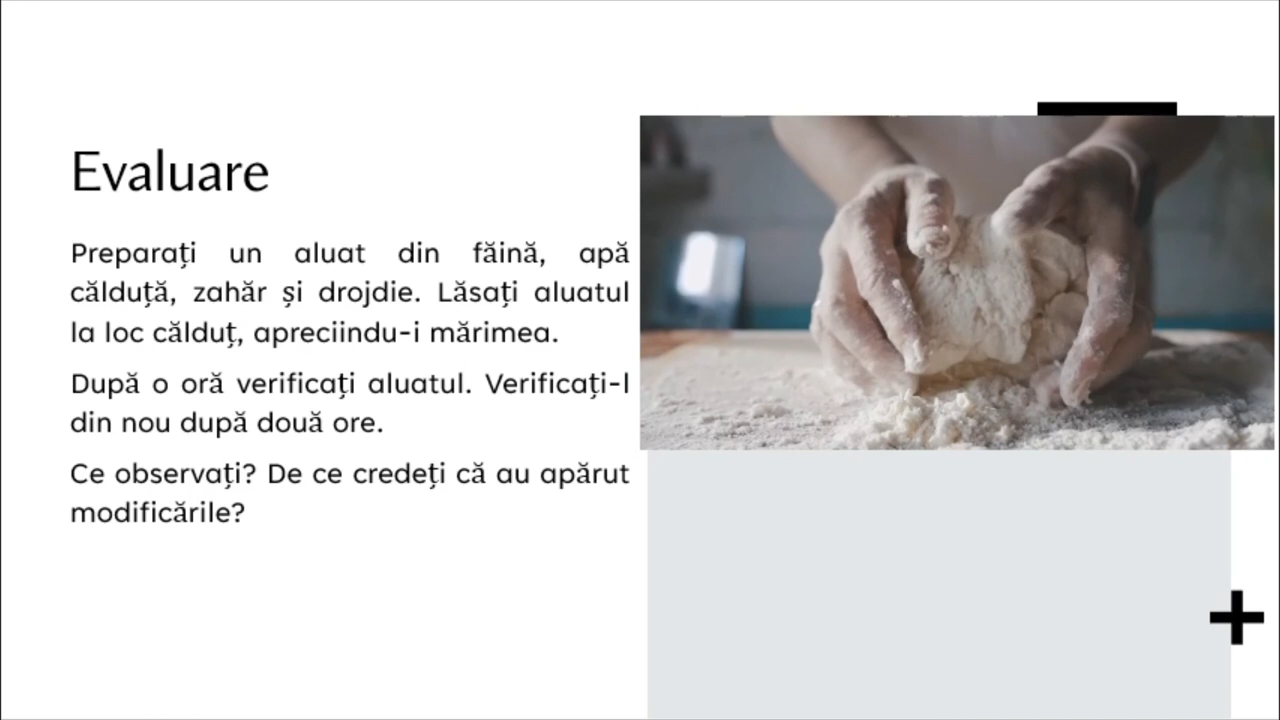 Evaluare
Preparați un aluat din făină, apă
călduță, zahăr și drojdie. Lăsați aluatul
la loc călduț, apreciindu-i mărimea.
După o oră verificați aluatul. Verificați-l
din nou după două ore.
Ce observați? De ce credeți că au apărut
modificările?